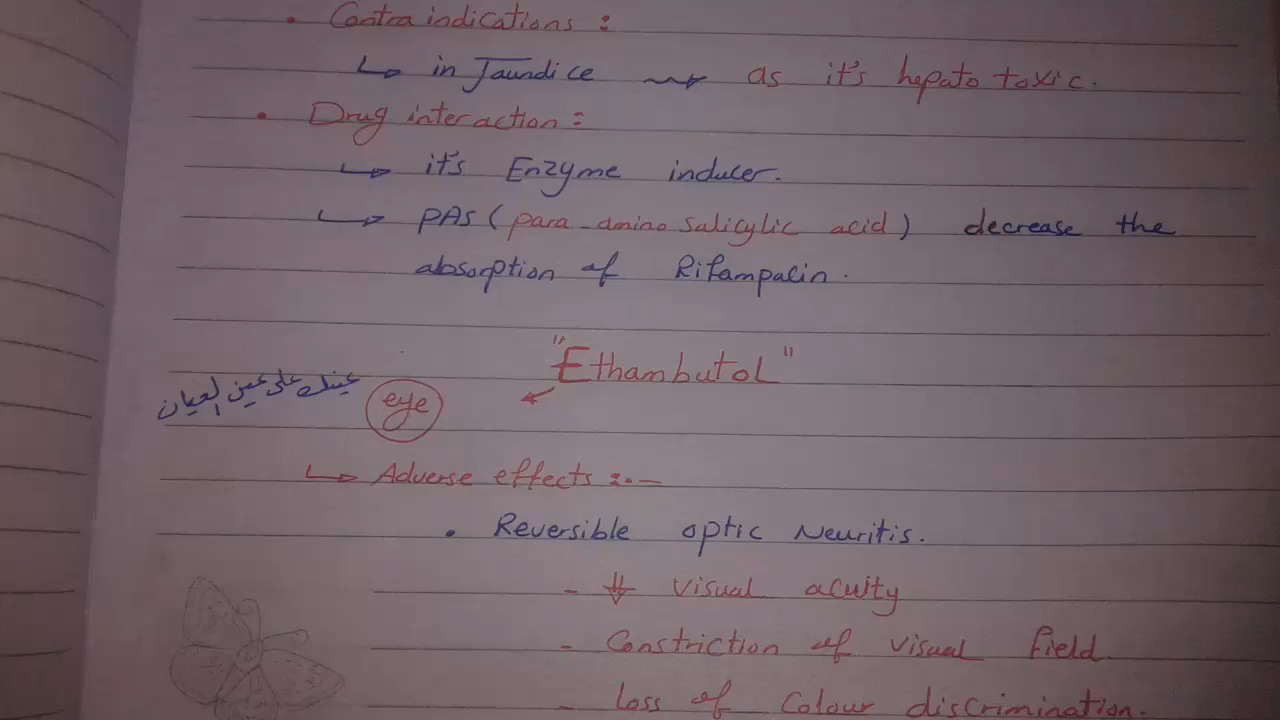 • Contra indications :
↳ in Jaundice ⟿ as it's hepato toxic.
• Drug interaction :
↳ it's Enzyme inducer.
↳ PAS ( para-amino salicylic acid ) decrease the
absorption of Rifampacin.
"Ethambutol"
عينك على عين العيان
eye
↳ Adverse effects :-
• Reversible optic Neuritis.
- ↓ visual acuity
- Constriction of visual field
- loss of colour discrimination.